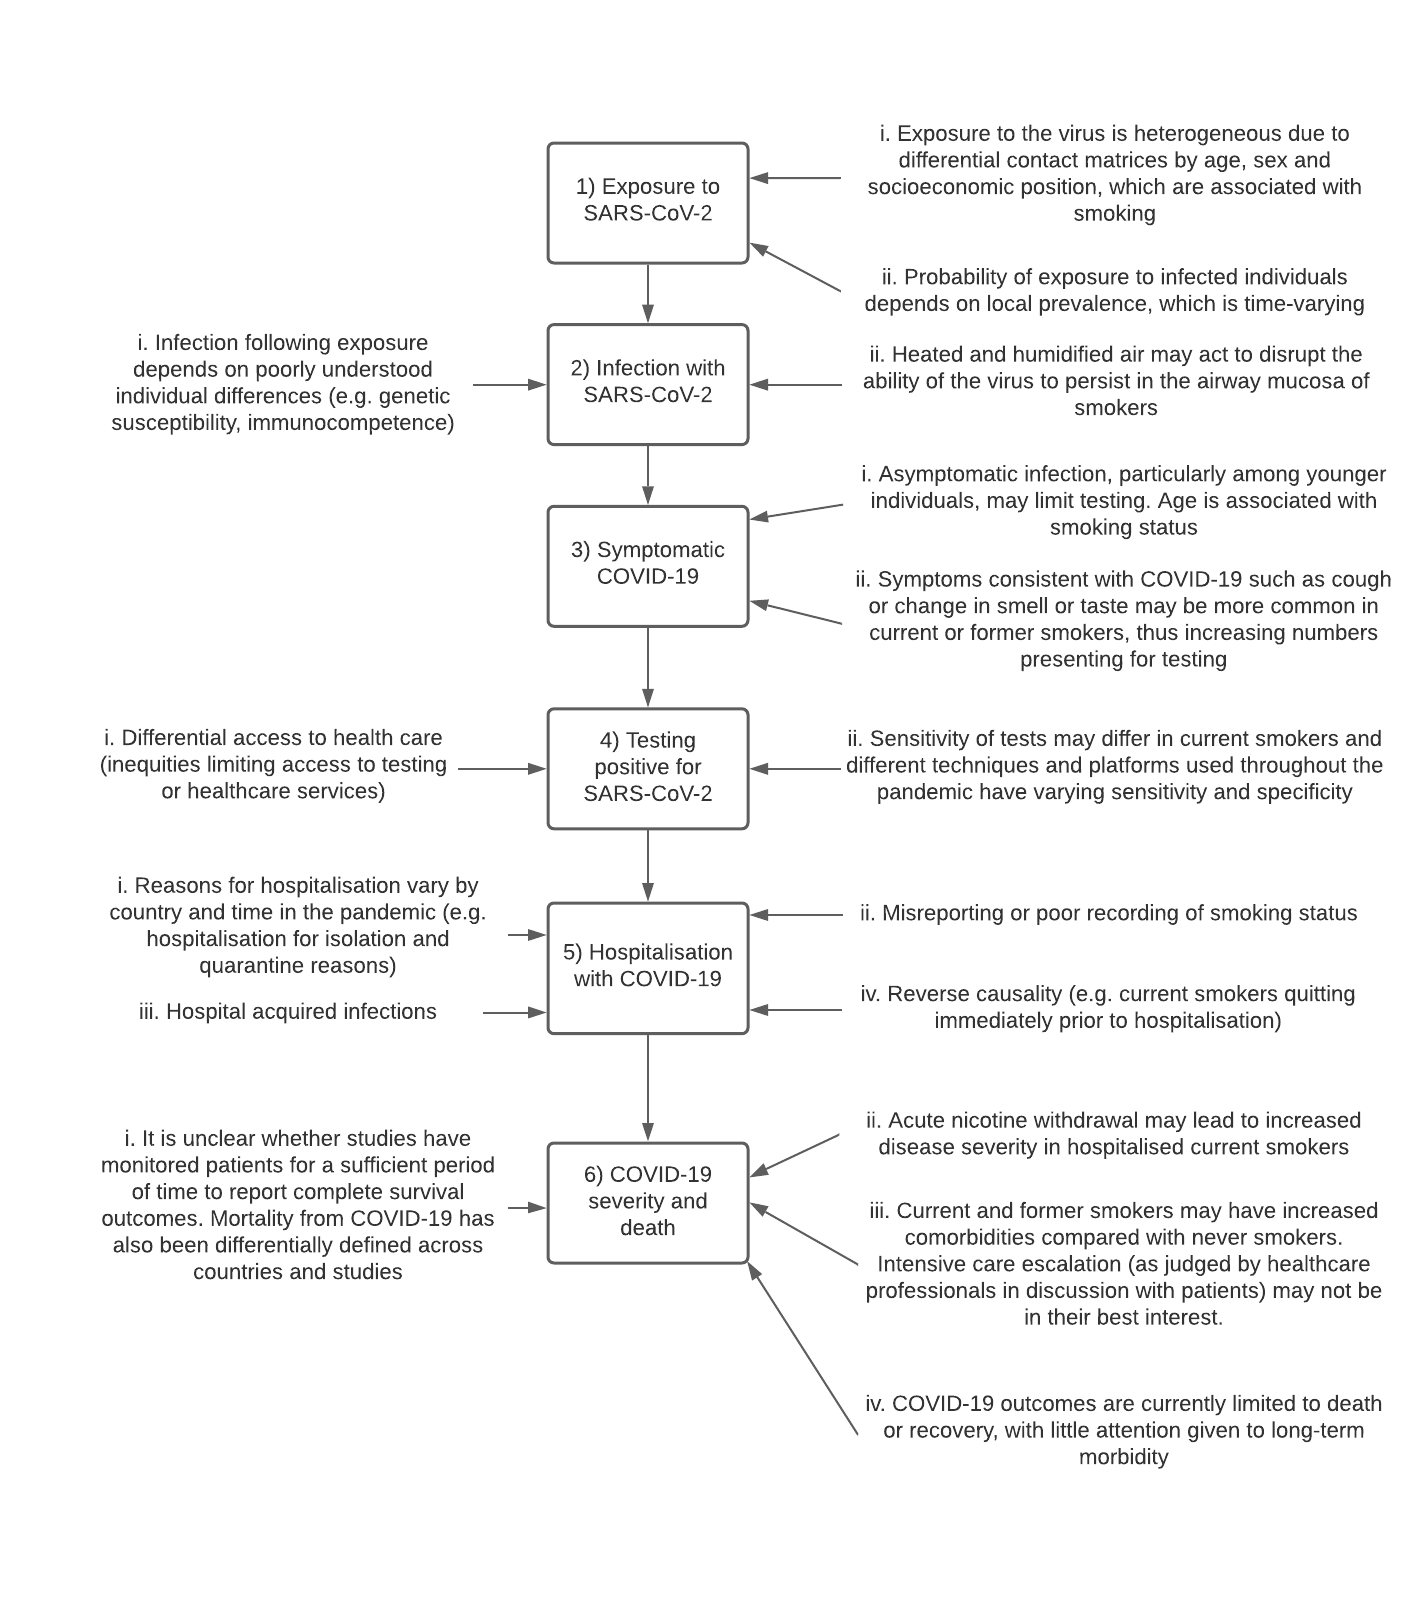 1) Exposure to
SARS-CoV-2
i. Exposure to the virus is heterogeneous due to
differential contact matrices by age, sex and
socioeconomic position, which are associated with
smoking
ii. Probability of exposure to infected individuals
depends on local prevalence, which is time-varying
i. Infection following exposure
depends on poorly understood
individual differences (e.g. genetic
susceptibility, immunocompetence)
2) Infection with
SARS-CoV-2
ii. Heated and humidified air may act to disrupt the
ability of the virus to persist in the airway mucosa of
smokers
3) Symptomatic
COVID-19
i. Asymptomatic infection, particularly among younger
individuals, may limit testing. Age is associated with
smoking status
ii. Symptoms consistent with COVID-19 such as cough
or change in smell or taste may be more common in
current or former smokers, thus increasing numbers
presenting for testing
i. Differential access to health care
(inequities limiting access to testing
or healthcare services)
4) Testing
positive for
SARS-CoV-2
ii. Sensitivity of tests may differ in current smokers and
different techniques and platforms used throughout the
pandemic have varying sensitivity and specificity
i. Reasons for hospitalisation vary by
country and time in the pandemic (e.g.
hospitalisation for isolation and
quarantine reasons)
iii. Hospital acquired infections
5) Hospitalisation
with COVID-19
ii. Misreporting or poor recording of smoking status
iv. Reverse causality (e.g. current smokers quitting
immediately prior to hospitalisation)
i. It is unclear whether studies have
monitored patients for a sufficient period
of time to report complete survival
outcomes. Mortality from COVID-19 has
also been differentially defined across
countries and studies
6) COVID-19
severity and
death
ii. Acute nicotine withdrawal may lead to increased
disease severity in hospitalised current smokers
iii. Current and former smokers may have increased
comorbidities compared with never smokers.
Intensive care escalation (as judged by healthcare
professionals in discussion with patients) may not be
in their best interest.
iv. COVID-19 outcomes are currently limited to death
or recovery, with little attention given to long-term
morbidity